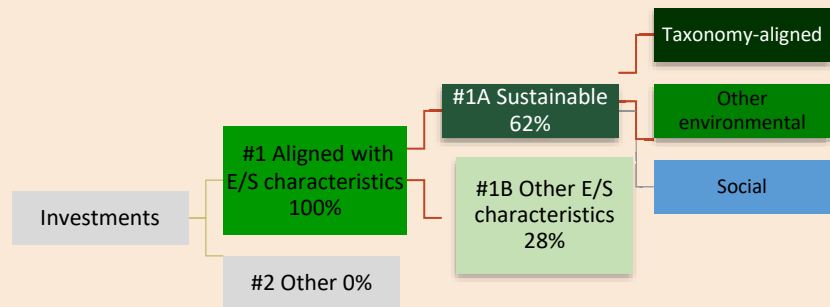 Taxonomy-aligned
#1A Sustainable
62%
Other
environmental
#1 Aligned with
E/S characteristics
100%
#1B Other E/S
characteristics
28%
Social
Investments
#2 Other 0%